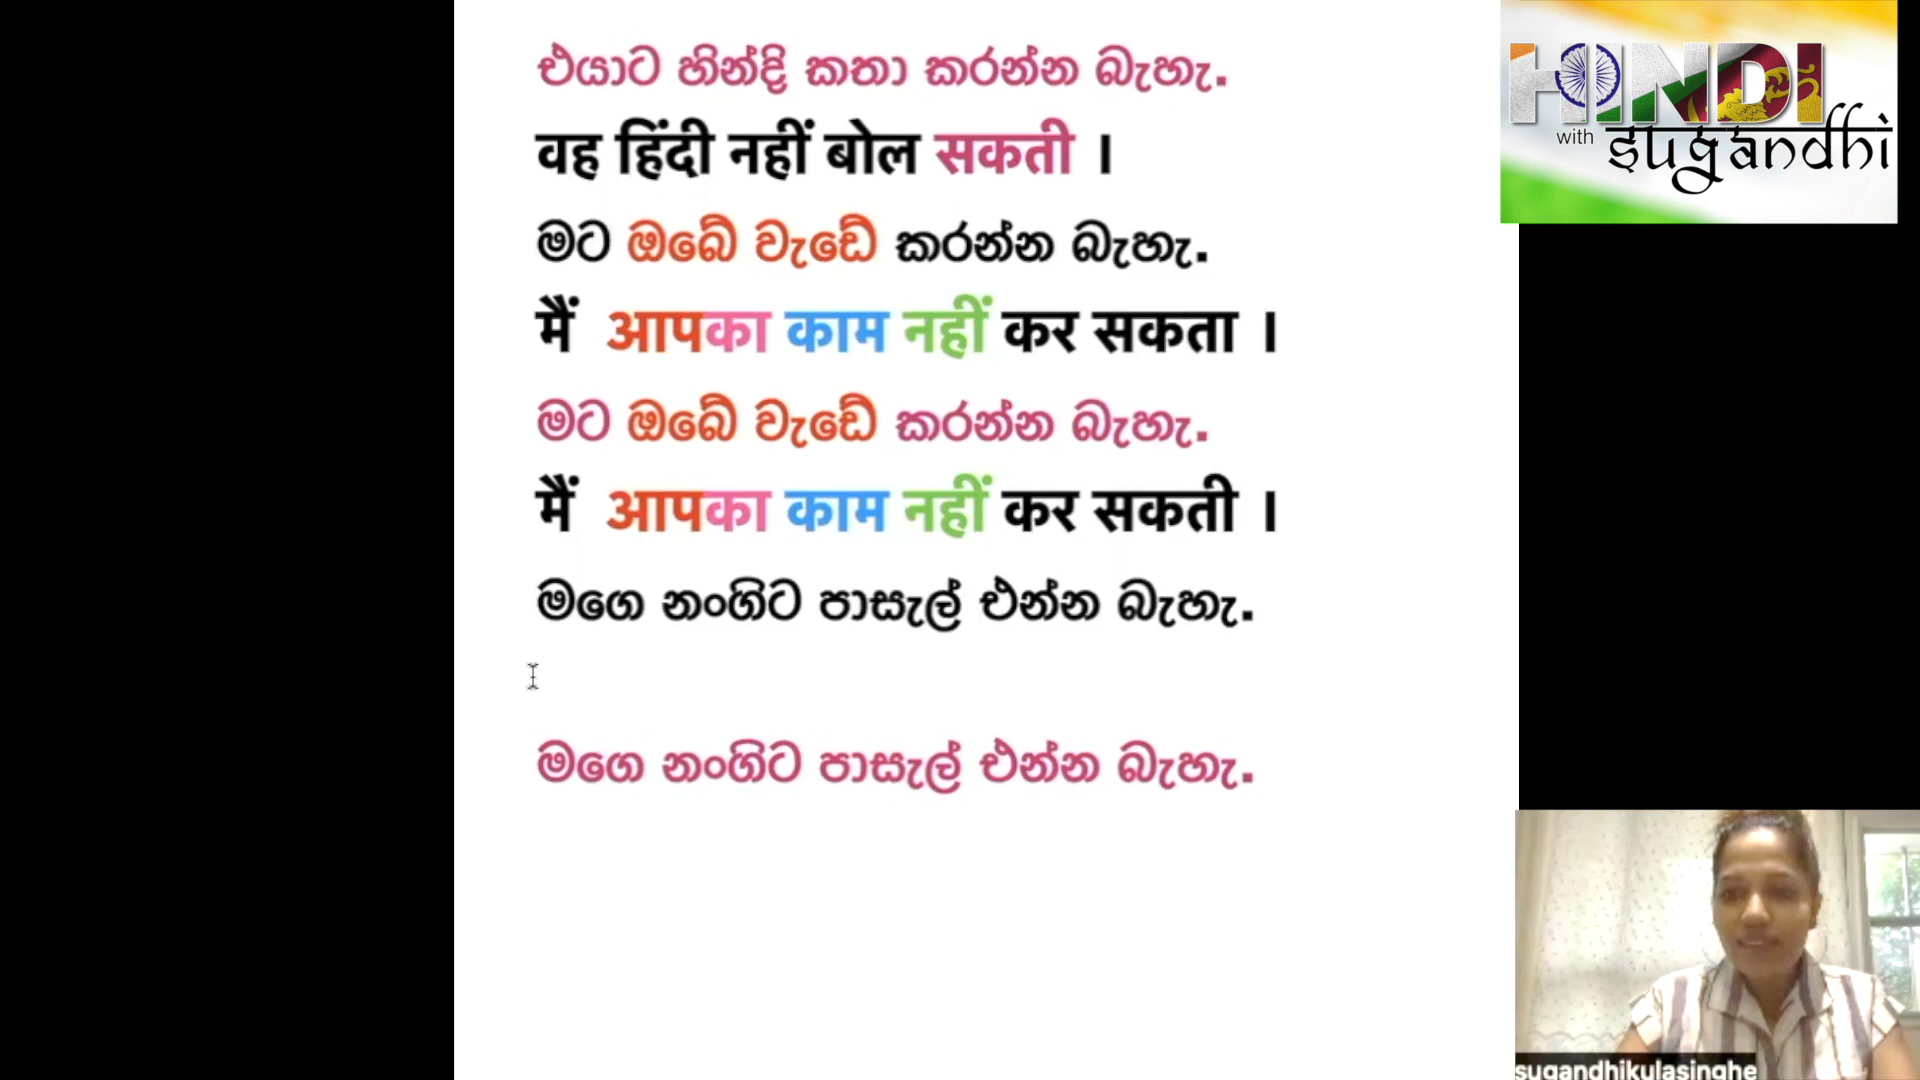 එයාට හින්දි කතා කරන්න බැහැ.
वह हिंदी नहीं बोल सकती ।
මට ඔබේ වැඩේ කරන්න බැහැ.
मैं आपका काम नहीं कर सकता ।
මට ඔබේ වැඩේ කරන්න බැහැ.
मैं आपका काम नहीं कर सकती ।
මගෙ නංගිට පාසැල් එන්න බැහැ.
මගෙ නංගිට පාසැල් එන්න බැහැ.
HINDI
with sugandhi
sugandhikulasinghe